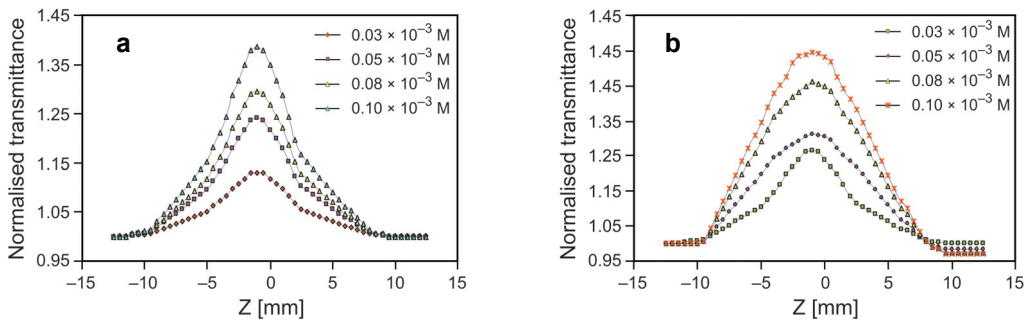 Normalised transmittance
1.45
1.35
1.25
1.15
1.05
0.95
a
0.03 × 10⁻³ M
0.05 × 10⁻³ M
0.08 × 10⁻³ M
0.10 × 10⁻³ M
–15 –10 –5 0 5 10 15
Z [mm]
Normalised transmittance
1.45
1.45
1.35
1.25
1.15
1.05
0.95
b
0.03 × 10⁻³ M
0.05 × 10⁻³ M
0.08 × 10⁻³ M
0.10 × 10⁻³ M
–15 –10 –5 0 5 10 15
Z [mm]